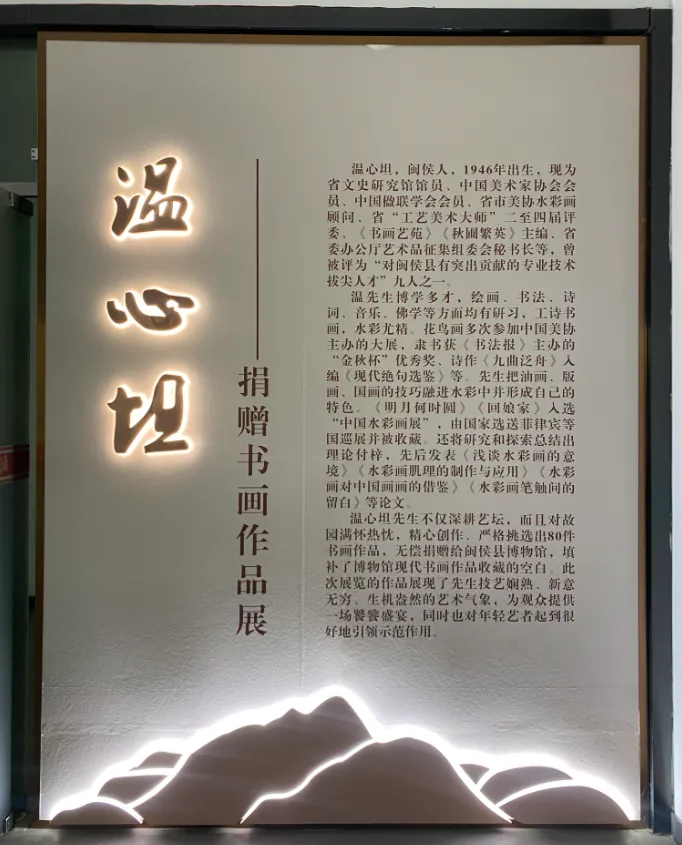 温心坦
捐赠书画作品展
温心坦，闽侯人，1946年出生，现为
省文史研究馆馆员、中国美术家协会会
员、中国楹联学会会员、省市美协水彩画
顾问、省“工艺美术大师”二至四届评
委、《书画艺苑》《秋圃繁英》主编、省
委办公厅艺术品征集组委会秘书长等，曾
被评为“对闽侯县有突出贡献的专业技术
拔尖人才”九人之一。
温先生博学多才，绘画、书法、诗
词、音乐、佛学等方面均有研习，工诗书
画，水彩尤精。花鸟画多次参加中国美协
主办的大展，隶书获《书法报》主办的
“金秋杯”优秀奖、诗作《九曲泛舟》入
编《现代绝句选鉴》等。先生把油画、版
画、国画的技巧融进水彩中并形成自己的
特色。《明月何时圆》《回娘家》入选
“中国水彩画展”，由国家选送菲律宾等
国巡展并被收藏。还将研究和探索总结出
理论付梓，先后发表《浅谈水彩画的意
境》《水彩画肌理的制作与应用》《水彩
画对中国画画的借鉴》《水彩画笔触间的
留白》等论文。
温心坦先生不仅深耕艺坛，而且对故
园满怀热忱，精心创作、严格挑选出80件
书画作品，无偿捐赠给闽侯县博物馆，填
补了博物馆现代书画作品收藏的空白。此
次展览的作品展现了先生技艺娴熟、新意
无穷、生机盎然的艺术气象，为观众提供
一场饕餮盛宴，同时也对年轻艺者起到很
好地引领示范作用。